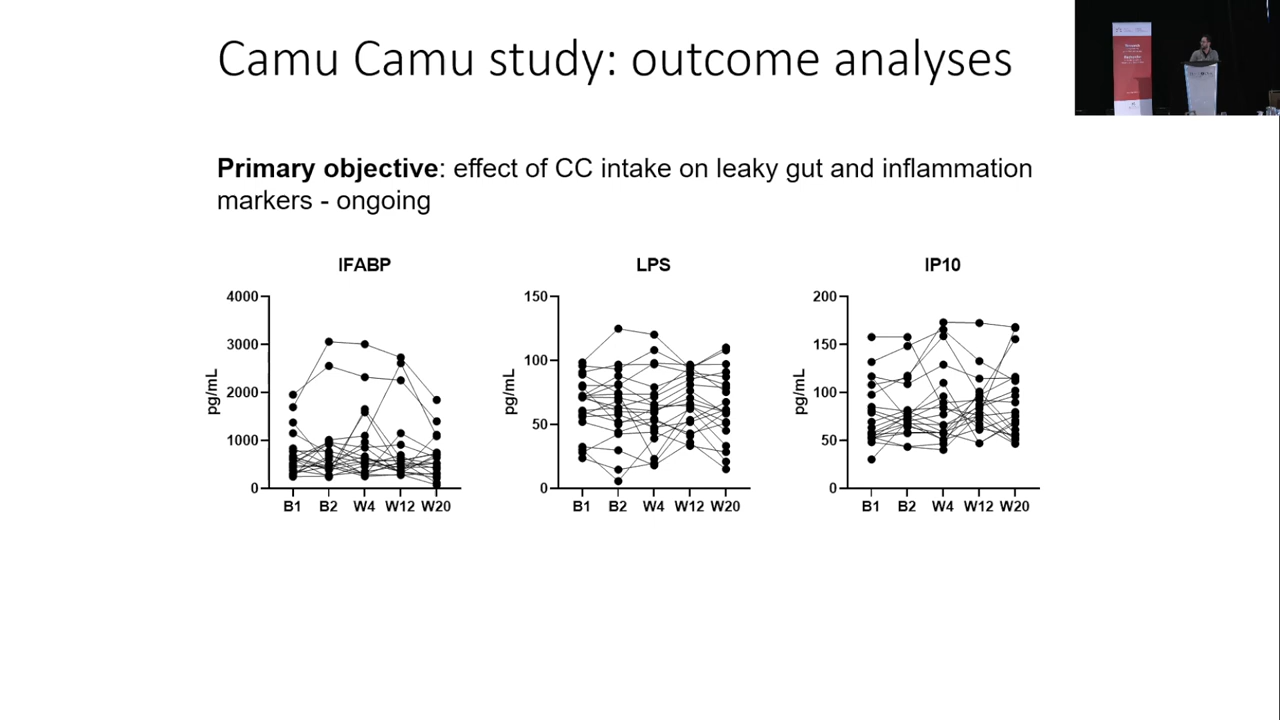 Camu Camu study: outcome analyses
Primary objective: effect of CC intake on leaky gut and inflammation
markers - ongoing
IFABP
pg/mL
4000
3000
2000
1000
0
B1 B2 W4 W12 W20
LPS
pg/mL
150
100
50
0
B1 B2 W4 W12 W20
IP10
pg/mL
200
150
100
50
0
B1 B2 W4 W12 W20